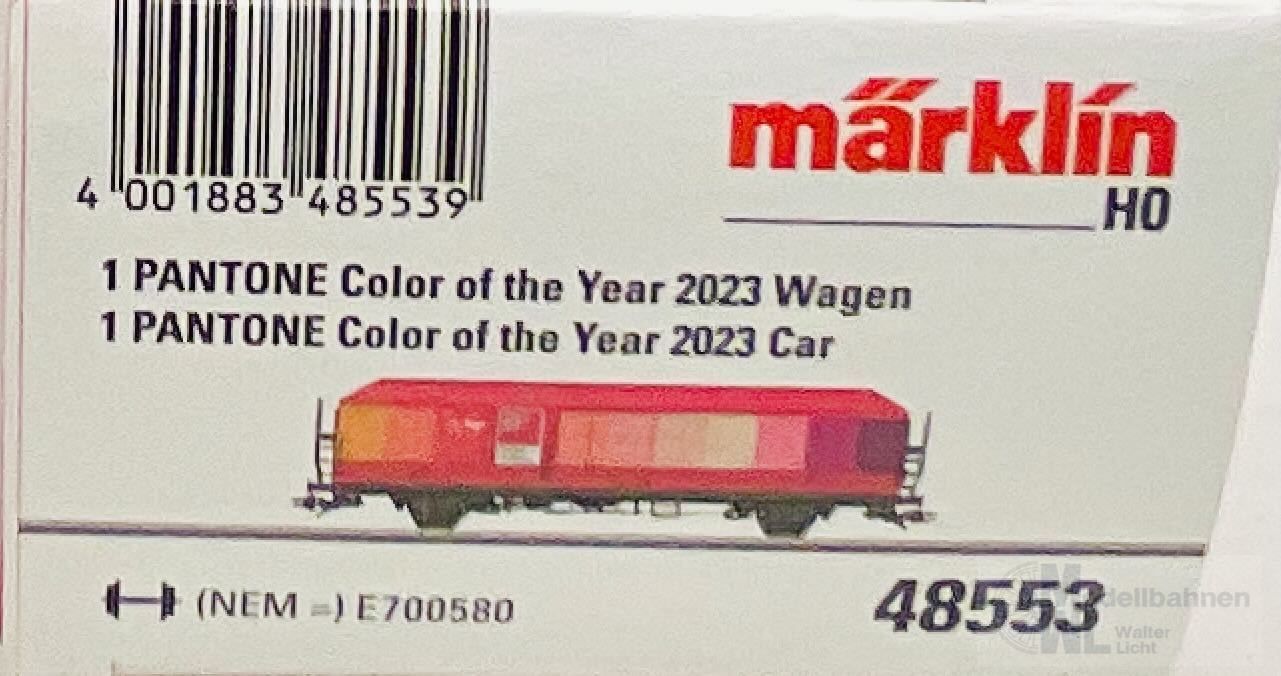 4 001883 485539
märklín
H0
1 PANTONE Color of the Year 2023 Wagen
1 PANTONE Color of the Year 2023 Car
(NEM =) E700580
48553
Modellbahnen
Walter
Licht